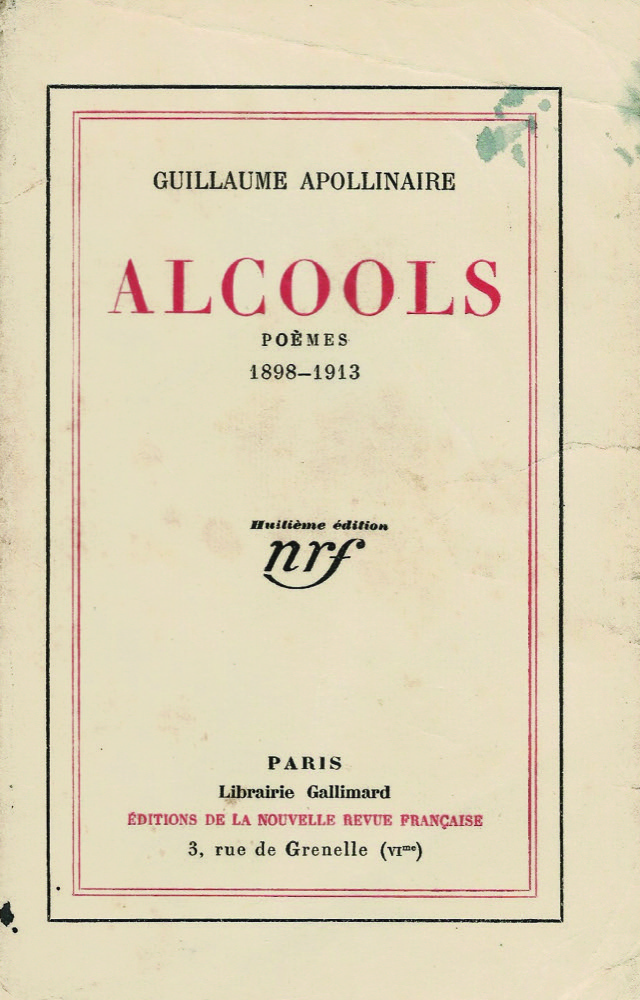 GUILLAUME APOLLINAIRE
ALCOOLS
POÈMES
1898–1913
Huitième édition
nrf
PARIS
Librairie Gallimard
ÉDITIONS DE LA NOUVELLE REVUE FRANÇAISE
3, rue de Grenelle (VIᵐᵉ)